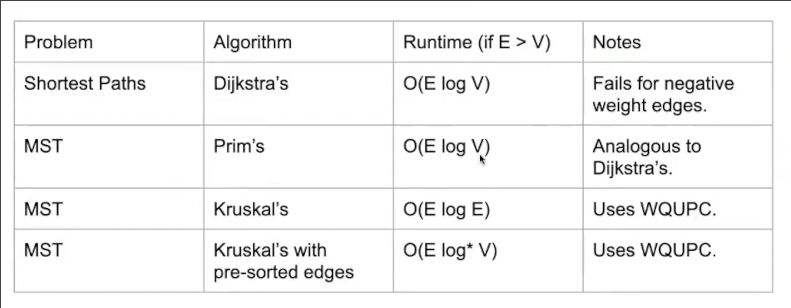 Problem Algorithm Runtime (if E > V) Notes
Shortest Paths Dijkstra's O(E log V) Fails for negative
weight edges.
MST Prim's O(E log V) Analogous to
Dijkstra's.
MST Kruskal's O(E log E) Uses WQUPC.
MST Kruskal's with O(E log* V) Uses WQUPC.
pre-sorted edges